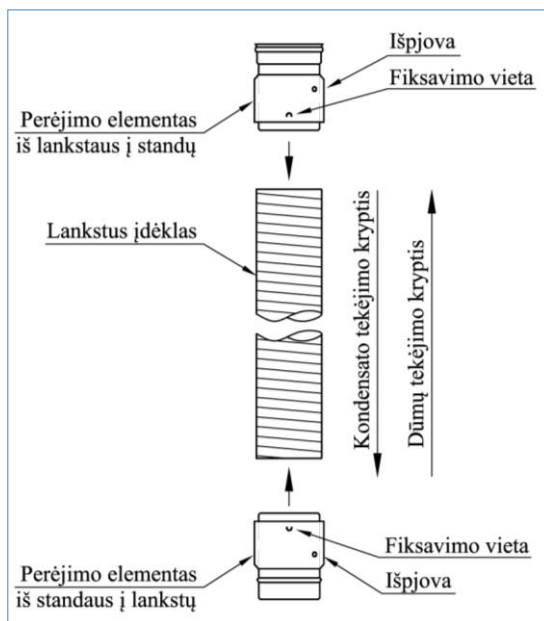 Išpjova
Fiksavimo vieta
Perėjimo elementas
iš lankstaus į standų
Lankstus įdėklas
Kondensato tekėjimo kryptis
Dūmų tekėjimo kryptis
Fiksavimo vieta
Išpjova
Perėjimo elementas
iš standaus į lankstų